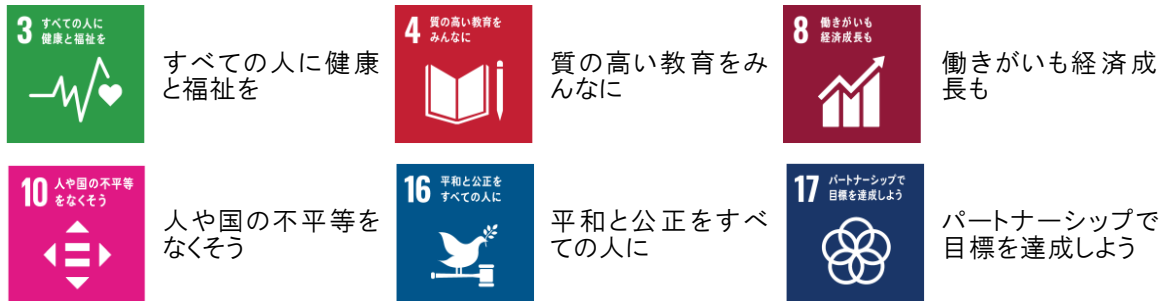 3 すべての人に
健康と福祉を
すべての人に健康
と福祉を
4 質の高い教育を
みんなに
質の高い教育をみ
んなに
8 働きがいも
経済成長も
働きがいも経済成
長も
10 人や国の不平等
をなくそう
人や国の不平等を
なくそう
16 平和と公正を
すべての人に
平和と公正をすべ
ての人に
17 パートナーシップで
目標を達成しよう
パートナーシップで
目標を達成しよう